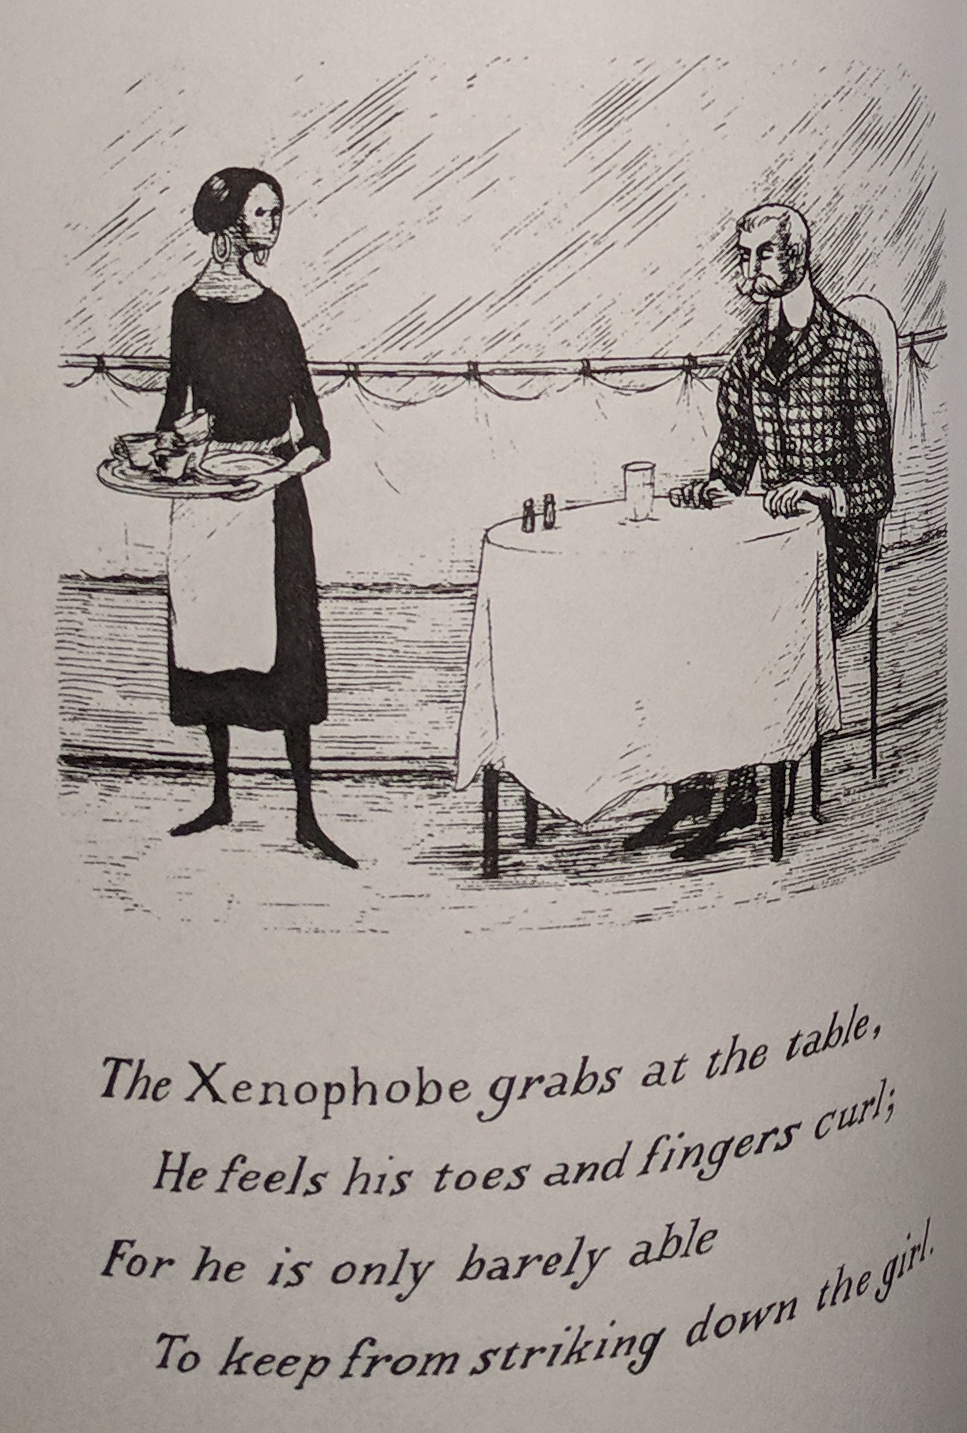 The Xenophobe grabs at the table,
He feels his toes and fingers curl;
For he is only barely able
To keep from striking down the girl.